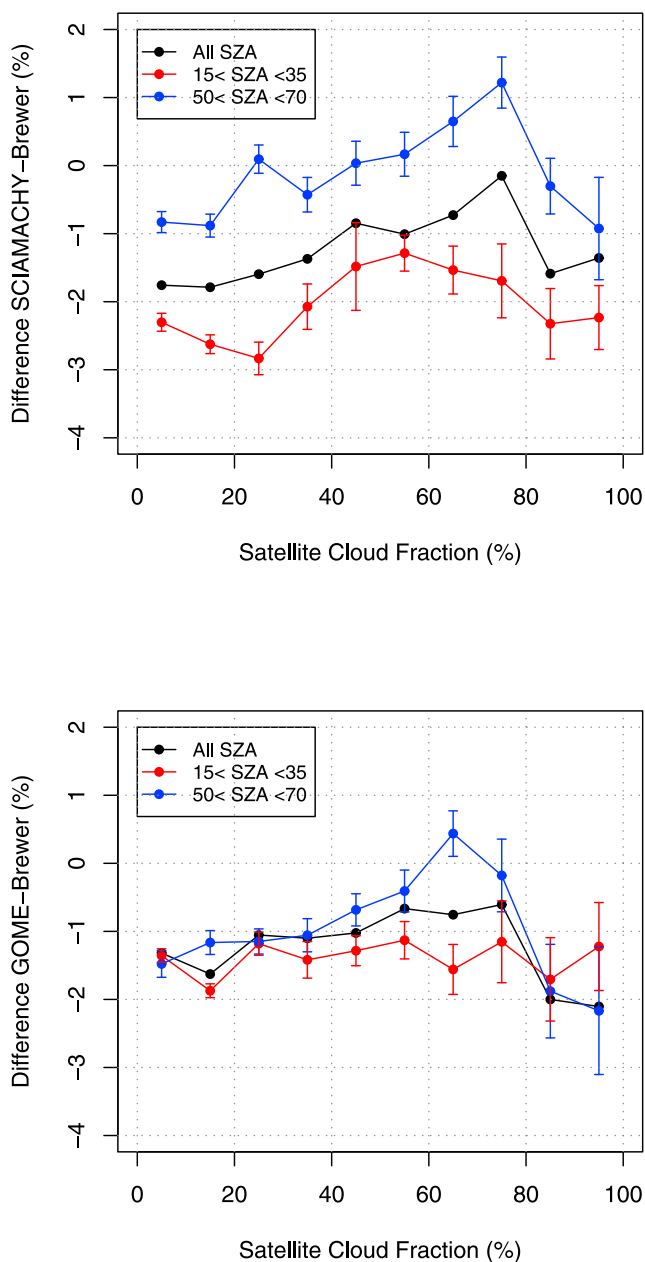 Difference SCIAMACHY−Brewer (%)
2
1
0
−1
−2
−3
−4
All SZA
15< SZA <35
50< SZA <70
0 20 40 60 80 100
Satellite Cloud Fraction (%)
Difference GOME−Brewer (%)
2
1
0
−1
−2
−3
−4
All SZA
15< SZA <35
50< SZA <70
0 20 40 60 80 100
Satellite Cloud Fraction (%)